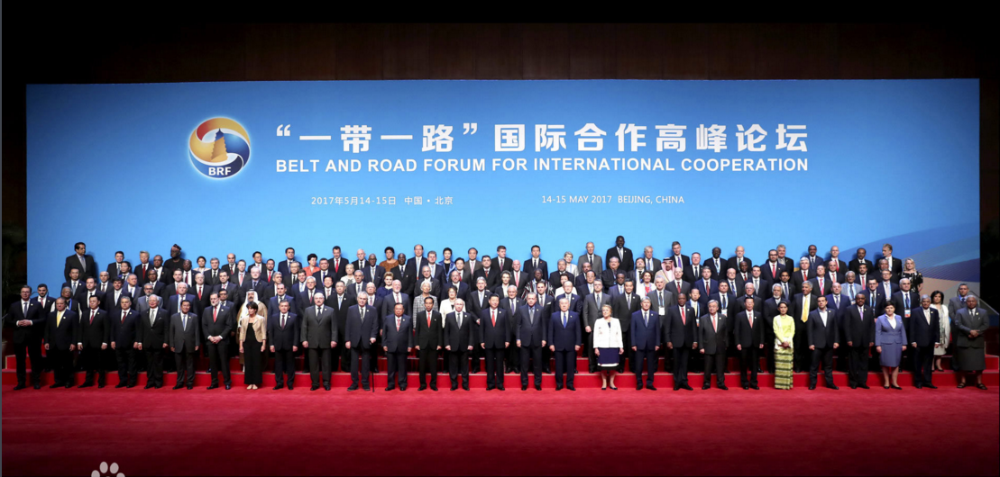 “一带一路”国际合作高峰论坛
BRF
BELT AND ROAD FORUM FOR INTERNATIONAL COOPERATION
2017年5月14-15日 中国·北京
14-15 MAY 2017 BEIJING, CHINA